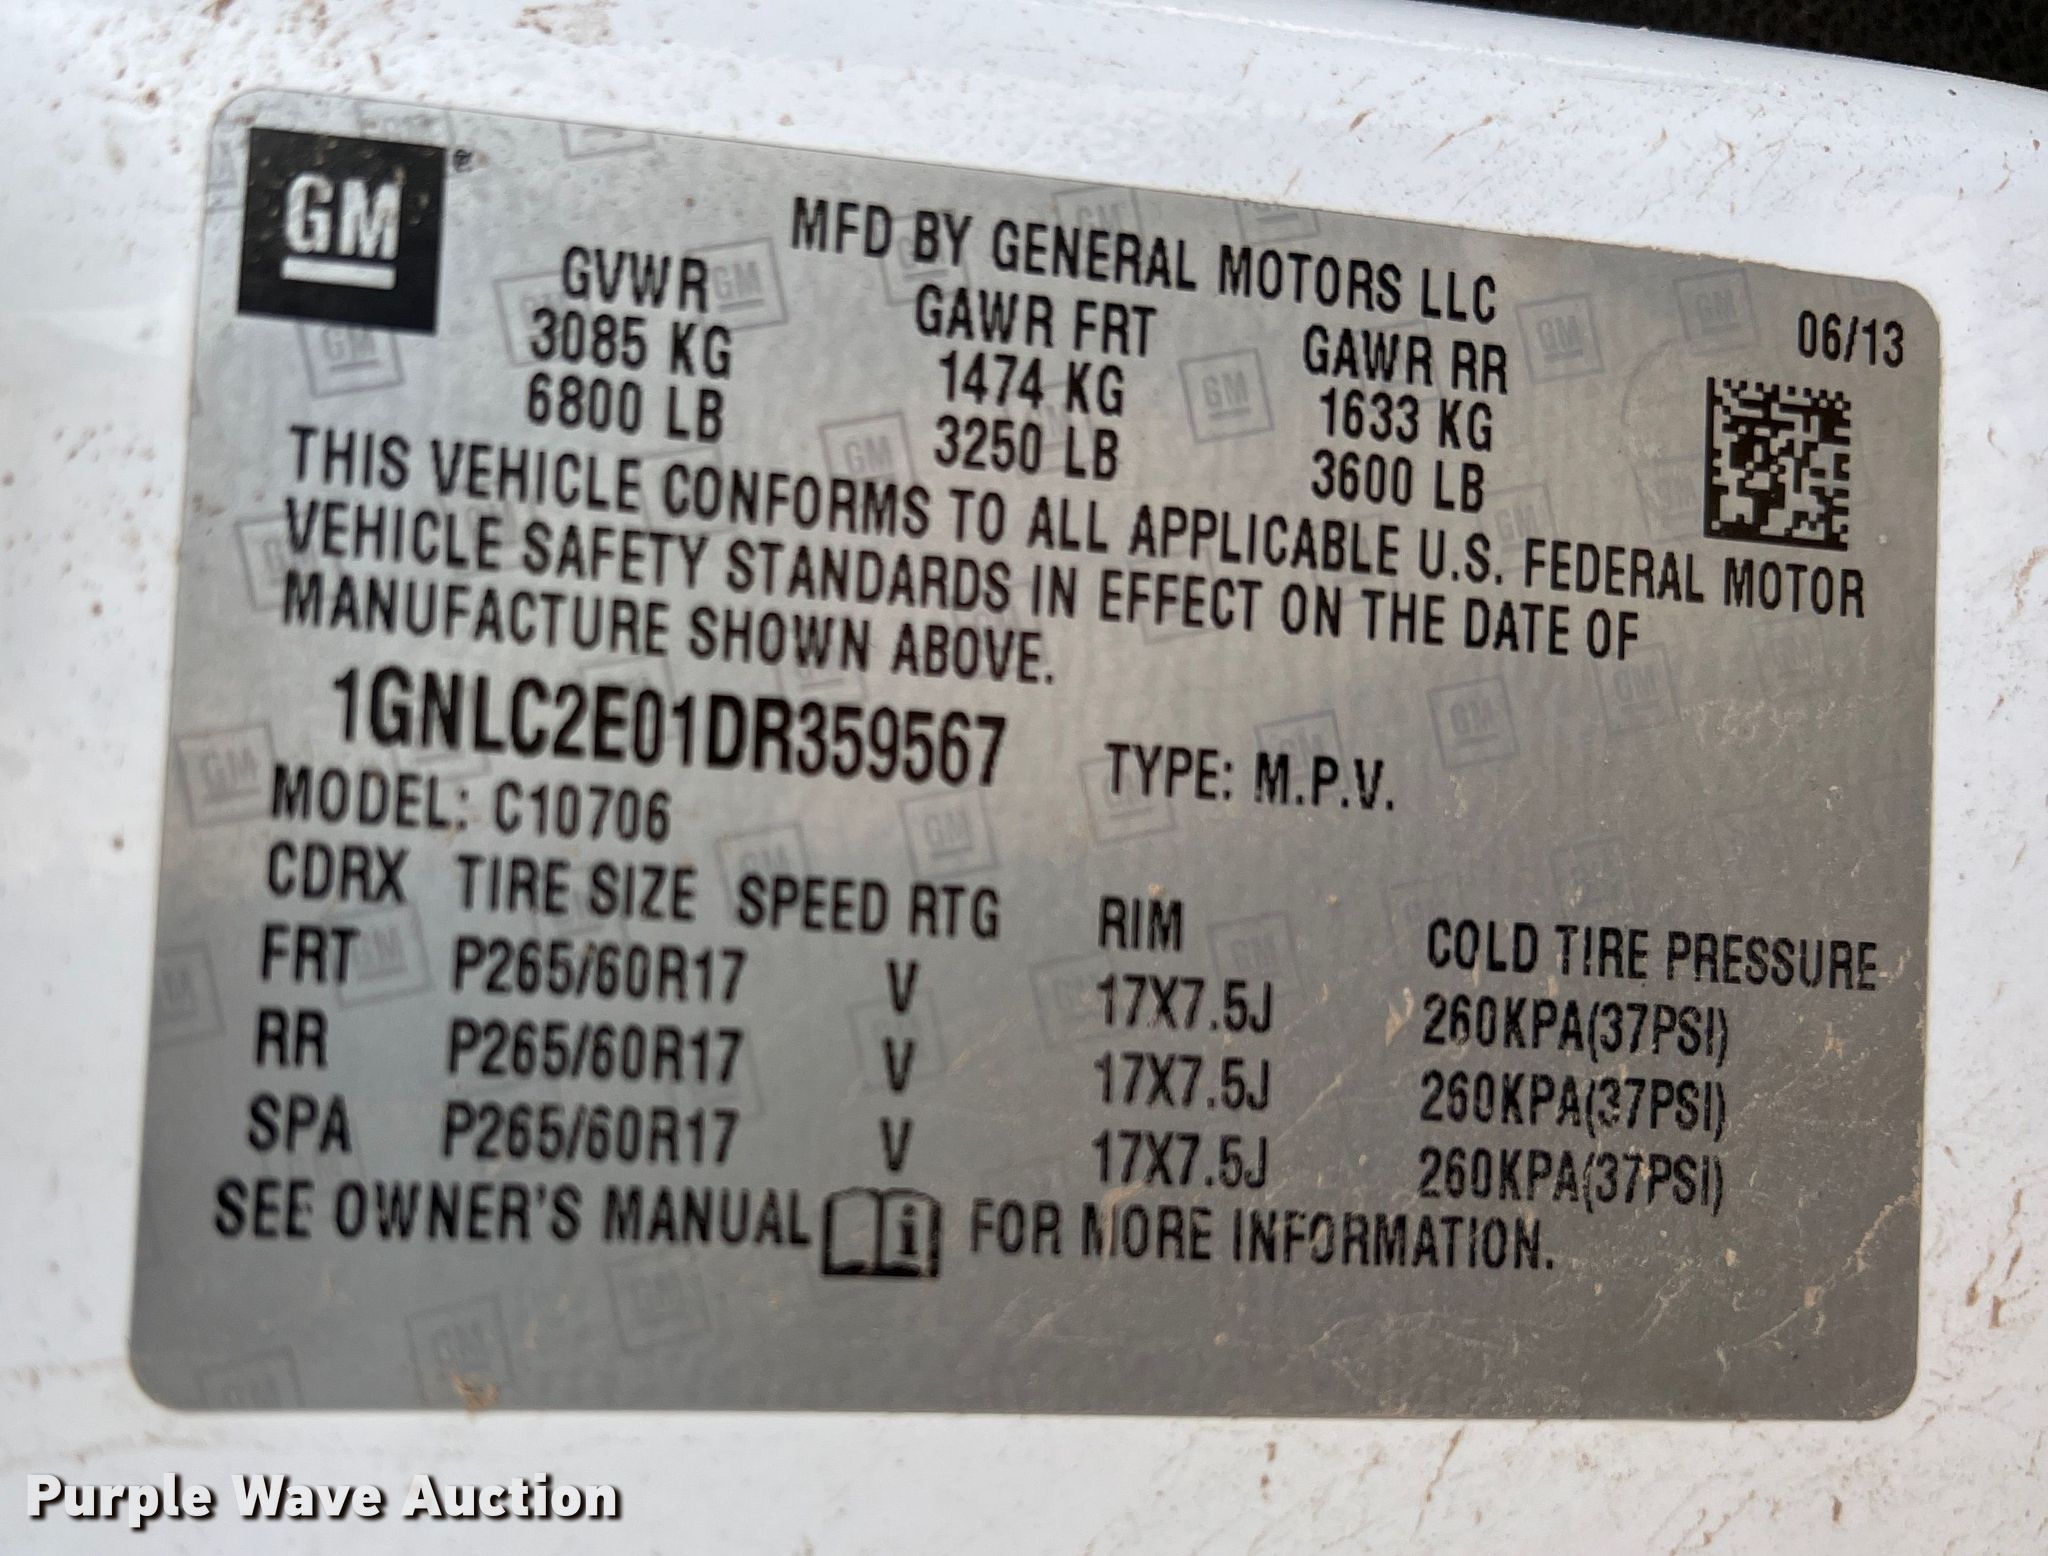 GM
MFD BY GENERAL MOTORS LLC
06/13
GVWR GAWR FRT GAWR RR
3085 KG 1474 KG 1633 KG
6800 LB 3250 LB 3600 LB
THIS VEHICLE CONFORMS TO ALL APPLICABLE U.S. FEDERAL MOTOR
VEHICLE SAFETY STANDARDS IN EFFECT ON THE DATE OF
MANUFACTURE SHOWN ABOVE.
1GNLC2E01DR359567 TYPE: M.P.V.
MODEL: C10706
CDRX TIRE SIZE SPEED RTG RIM COLD TIRE PRESSURE
FRT P265/60R17 V 17X7.5J 260KPA(37PSI)
RR P265/60R17 V 17X7.5J 260KPA(37PSI)
SPA P265/60R17 V 17X7.5J 260KPA(37PSI)
SEE OWNER'S MANUAL i FOR MORE INFORMATION.
Purple Wave Auction